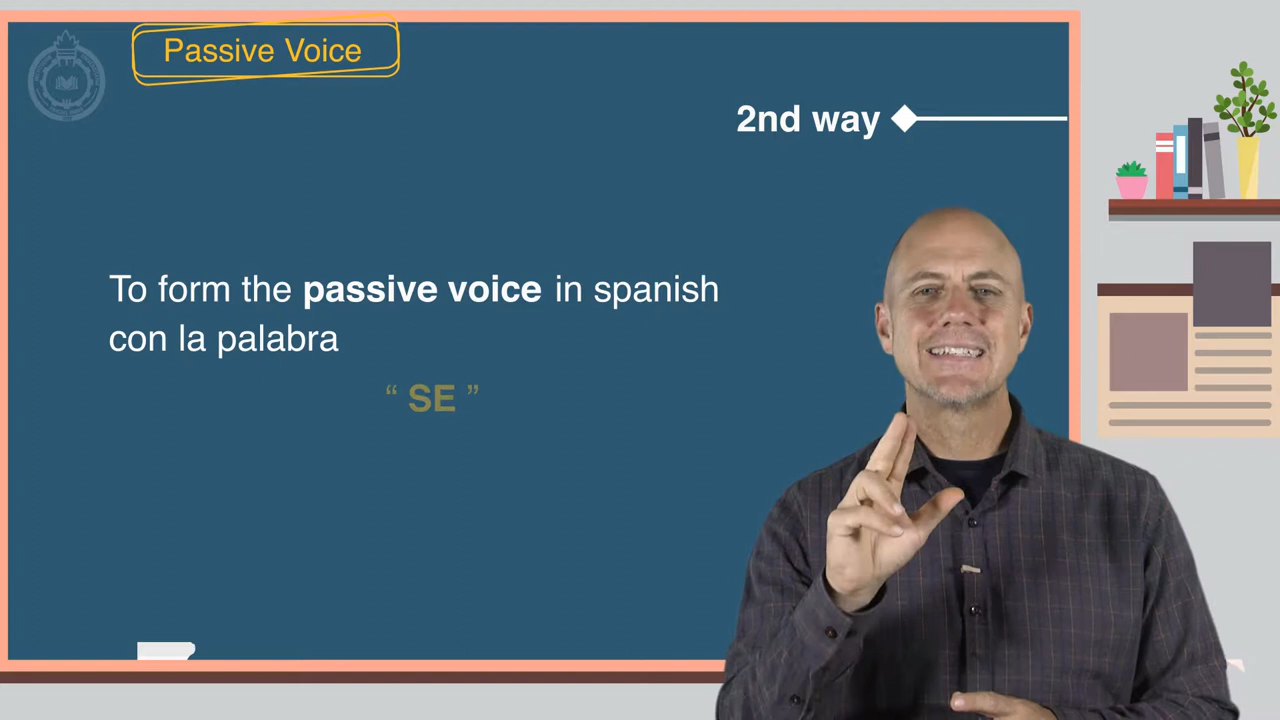 Passive Voice
2nd way
To form the passive voice in spanish
con la palabra
“ SE ”